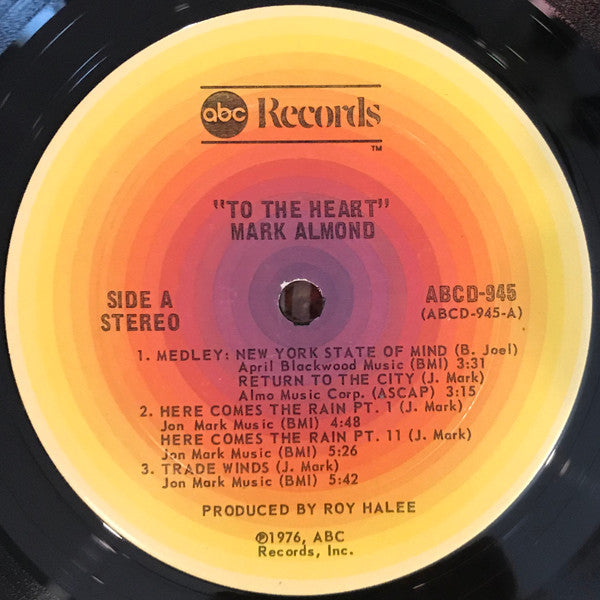 abc Records
TM
"TO THE HEART"
MARK ALMOND
SIDE A
STEREO
ABCD-945
(ABCD-945-A)
1. MEDLEY: NEW YORK STATE OF MIND (B. Joel)
April Blackwood Music (BMI) 3:31
RETURN TO THE CITY (J. Mark)
Almo Music Corp. (ASCAP) 3:15
2. HERE COMES THE RAIN PT. 1 (J. Mark)
Jon Mark Music (BMI) 4:48
HERE COMES THE RAIN PT. 11 (J. Mark)
Jon Mark Music (BMI) 5:26
3. TRADE WINDS (J. Mark)
Jon Mark Music (BMI) 5:42
PRODUCED BY ROY HALEE
℗1976, ABC
Records, Inc.